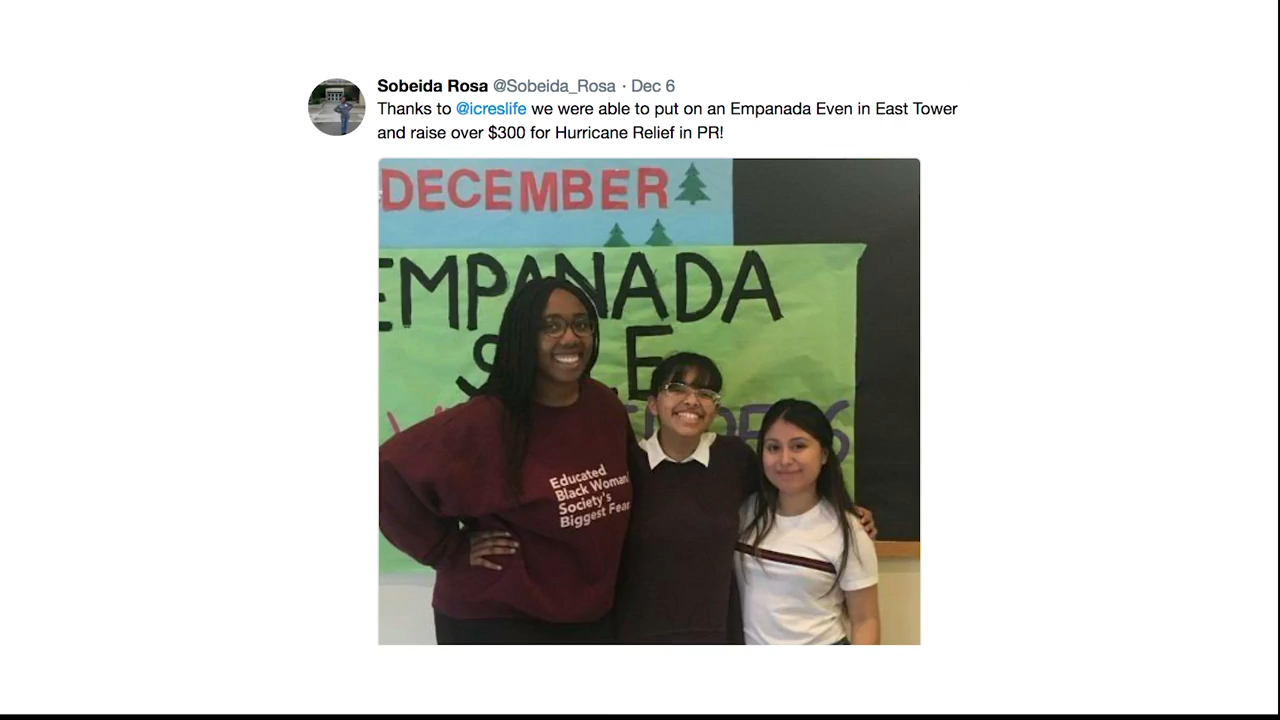 Sobeida Rosa @Sobeida_Rosa · Dec 6
Thanks to @icreslife we were able to put on an Empanada Even in East Tower
and raise over $300 for Hurricane Relief in PR!
DECEMBER
EMPANADA
Educated
Black Woman
Society's
Biggest Fear